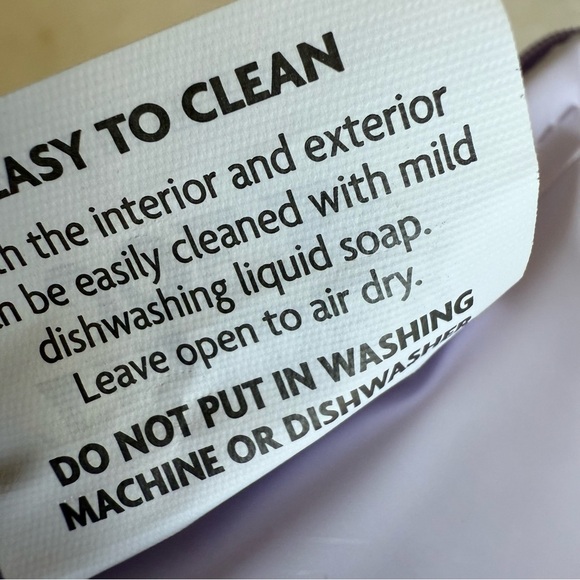 EASY TO CLEAN
the interior and exterior
be easily cleaned with mild
dishwashing liquid soap.
Leave open to air dry.
DO NOT PUT IN WASHING
MACHINE OR DISHWASHER